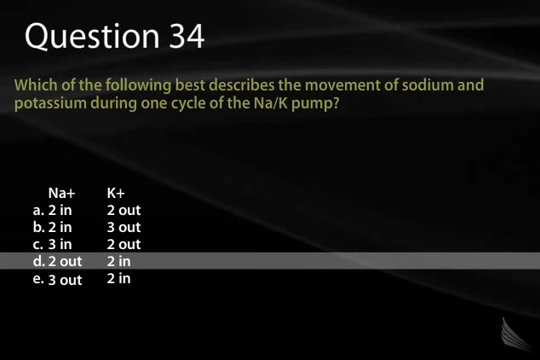 Question 34
Which of the following best describes the movement of sodium and
potassium during one cycle of the Na/K pump?
Na+ K+
a. 2 in 2 out
b. 2 in 3 out
c. 3 in 2 out
d. 2 out 2 in
e. 3 out 2 in